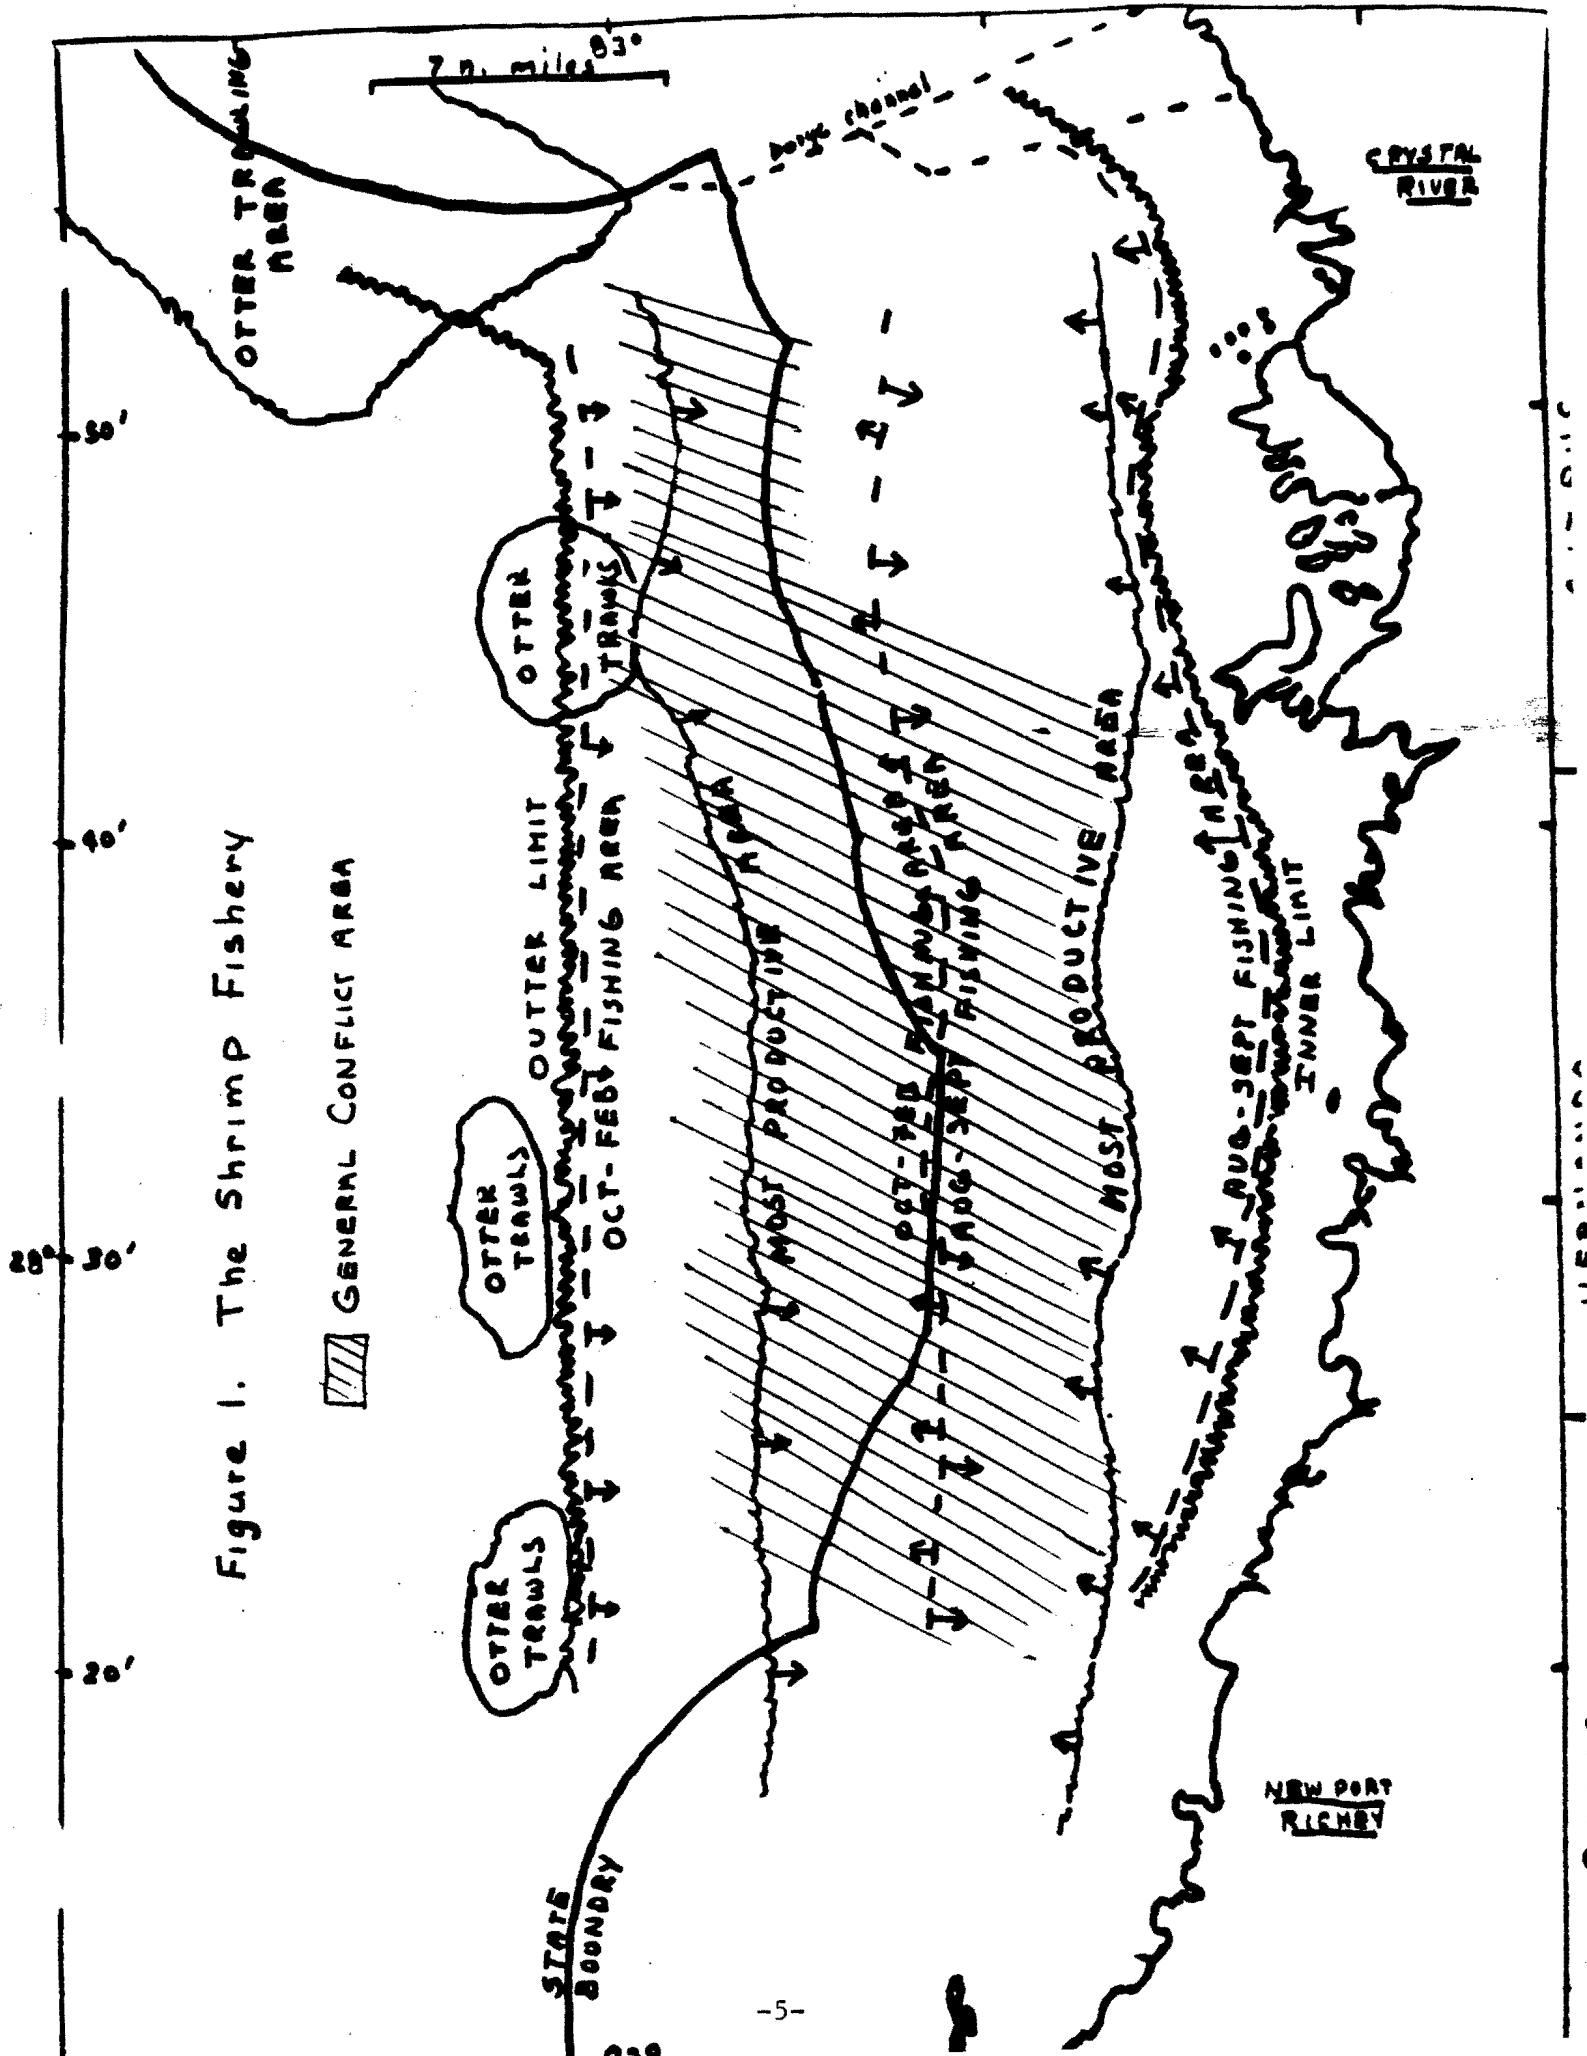 83°
7 n. miles
barge channel
OTTER TRAWLING
AREA
CRYSTAL
RIVER
50'
OTTER
TRAWKS
40'
28° 30'
20'
Figure 1. The Shrimp Fishery
GENERAL CONFLICT AREA
OUTTER LIMIT
OCT-FEB FISHING AREA
OTTER
TRAWLS
OTTER
TRAWLS
MOST PRODUCTIVE AREA
OCT-FEB FISHING AREA
AUG-SEPT FISHING AREA
MOST PRODUCTIVE AREA
AUG-SEPT FISHING AREA
INNER LIMIT
NEW PORT
RICHEY
STATE
BOONDRY
-5-